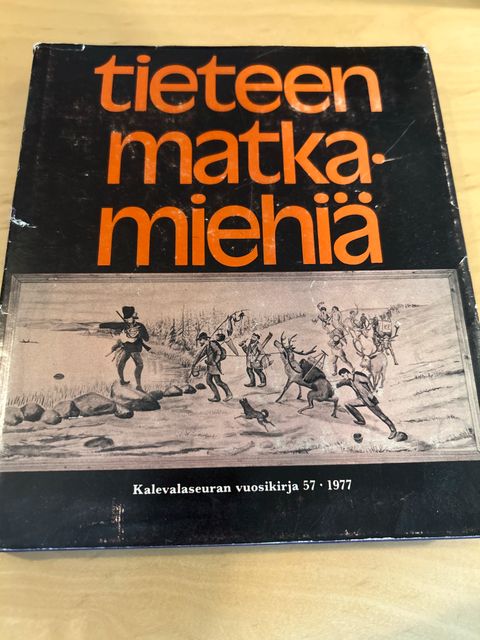 tieteen
matka-
miehiä
Kalevalaseuran vuosikirja 57 · 1977